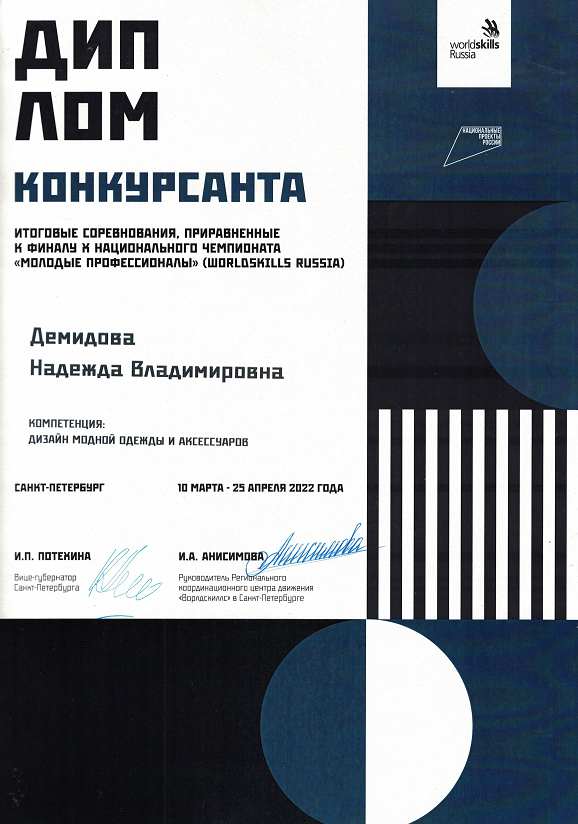 ДИП
ЛОМ
КОНКУРСАНТА
ИТОГОВЫЕ СОРЕВНОВАНИЯ, ПРИРАВНЕННЫЕ
К ФИНАЛУ X НАЦИОНАЛЬНОГО ЧЕМПИОНАТА
«МОЛОДЫЕ ПРОФЕССИОНАЛЫ» (WORLDSKILLS RUSSIA)
Демидова
Надежда Владимировна
КОМПЕТЕНЦИЯ:
ДИЗАЙН МОДНОЙ ОДЕЖДЫ И АКСЕССУАРОВ
САНКТ-ПЕТЕРБУРГ
10 МАРТА - 25 АПРЕЛЯ 2022 ГОДА
И.П. ПОТЕХИНА
Вице-губернатор
Санкт-Петербурга
И.А. АНИСИМОВА
Руководитель Регионального
координационного центра движения
«Ворлдскиллс» в Санкт-Петербурге
worldskills
Russia
НАЦИОНАЛЬНЫЕ
ПРОЕКТЫ
РОССИИ